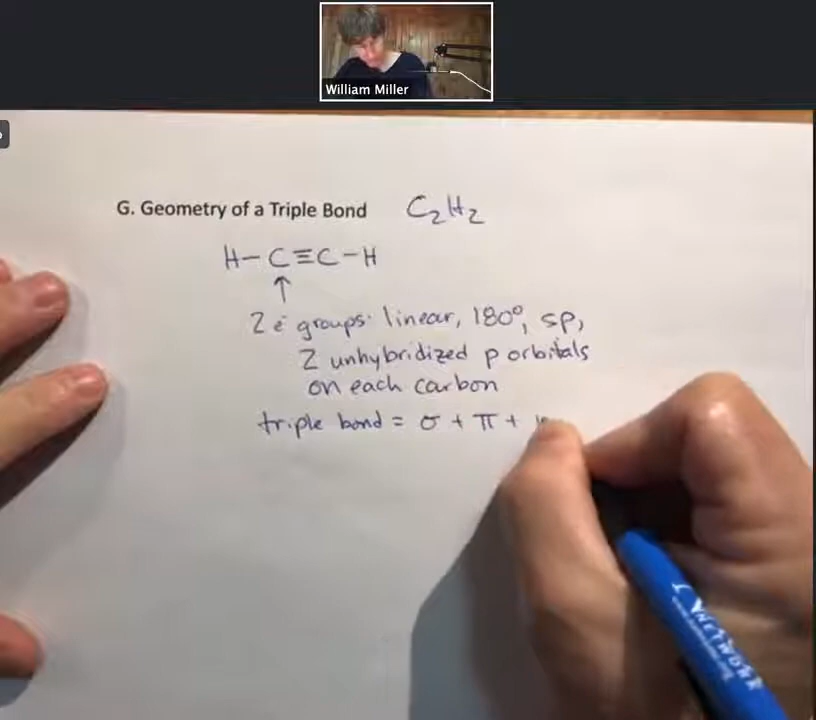 William Miller
G. Geometry of a Triple Bond C₂H₂
H-C≡C-H
↑
2 e⁻ groups: linear, 180°, sp,
2 unhybridized p orbitals
on each carbon
triple bond = σ + π +
NETWORK